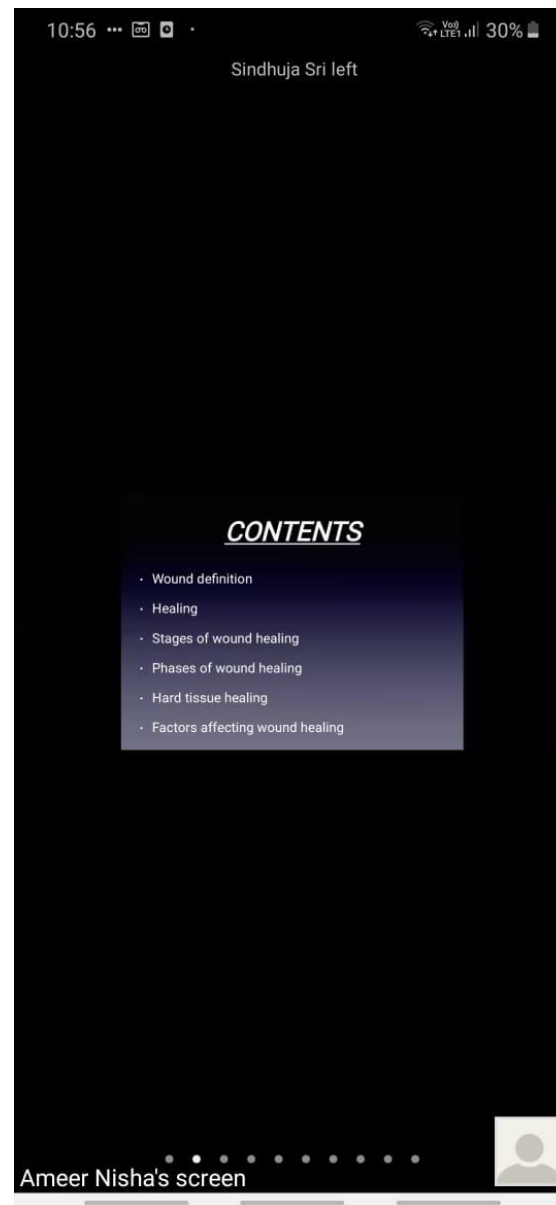 10:56 ••• 30%
Sindhuja Sri left
CONTENTS
• Wound definition
• Healing
• Stages of wound healing
• Phases of wound healing
• Hard tissue healing
• Factors affecting wound healing
Ameer Nisha's screen